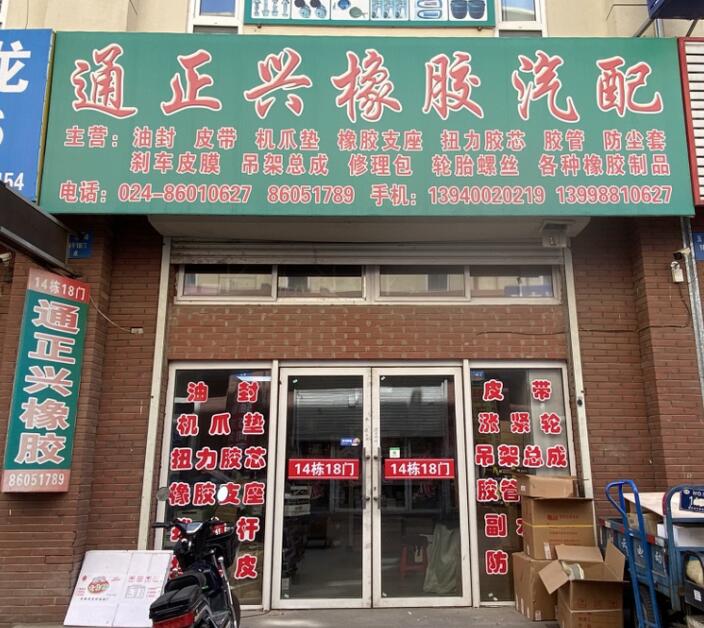 通正兴橡胶汽配
主营：油封 皮带 机爪垫 橡胶支座 扭力胶芯 胶管 防尘套
刹车皮膜 吊架总成 修理包 轮胎螺丝 各种橡胶制品
电话：024-86010627 86051789 手机：13940020219 13998810627
龙
14栋18门
通正兴橡胶
86051789
油封
机爪垫
扭力胶芯
橡胶支座
杆
皮
14栋18门
14栋18门
皮带
涨紧轮
吊架总成
胶管
副
防